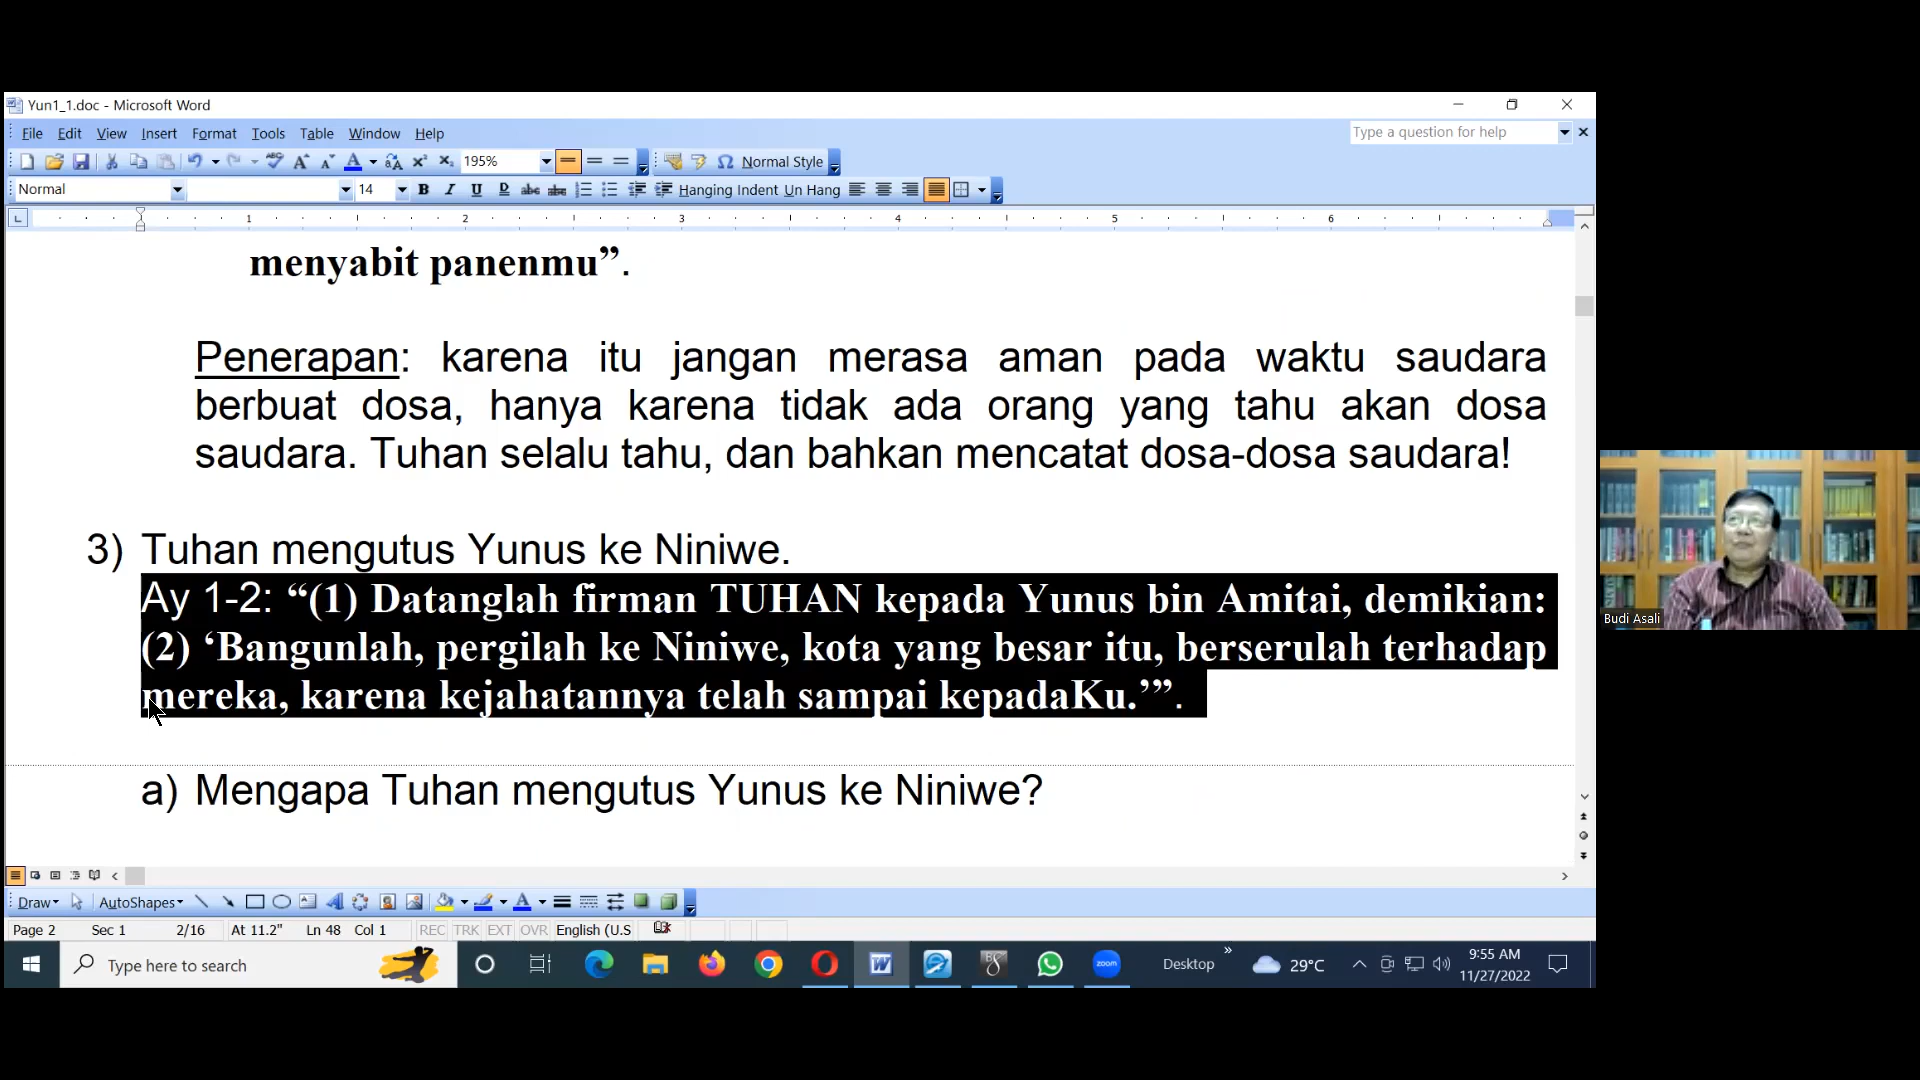 Yun1_1.doc - Microsoft Word
File Edit View Insert Format Tools Table Window Help
Type a question for help
195%
Normal Style
Normal
14
Hanging Indent Un Hang
1 2 3 4 5 6
menyabit panenmu”.
Penerapan: karena itu jangan merasa aman pada waktu saudara
berbuat dosa, hanya karena tidak ada orang yang tahu akan dosa
saudara. Tuhan selalu tahu, dan bahkan mencatat dosa-dosa saudara!
3) Tuhan mengutus Yunus ke Niniwe.
Ay 1-2: “(1) Datanglah firman TUHAN kepada Yunus bin Amitai, demikian:
(2) ‘Bangunlah, pergilah ke Niniwe, kota yang besar itu, berserulah terhadap
mereka, karena kejahatannya telah sampai kepadaKu.’”.
a) Mengapa Tuhan mengutus Yunus ke Niniwe?
Budi Asali
Draw AutoShapes
Page 2 Sec 1 2/16 At 11.2" Ln 48 Col 1 REC TRK EXT OVR English (U.S
Type here to search
zoom
Desktop
29°C
9:55 AM
11/27/2022